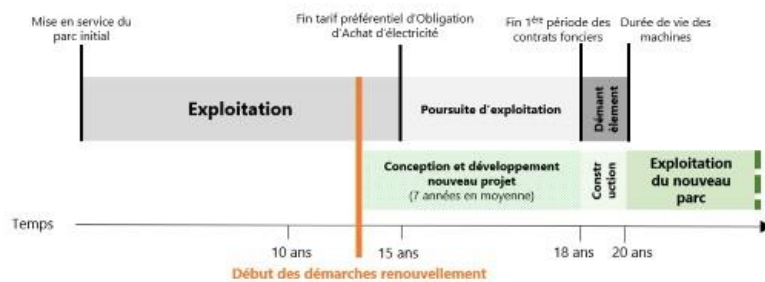 Mise en service du
parc initial
Fin tarif préférentiel d'Obligation
d'Achat d'électricité
Fin 1ère période des
contrats fonciers
Durée de vie des
machines
Exploitation
Poursuite d'exploitation
Démant
èlement
Conception et développement
nouveau projet
(7 années en moyenne)
Constr
uction
Exploitation
du nouveau
parc
Temps
10 ans
15 ans
18 ans
20 ans
Début des démarches renouvellement